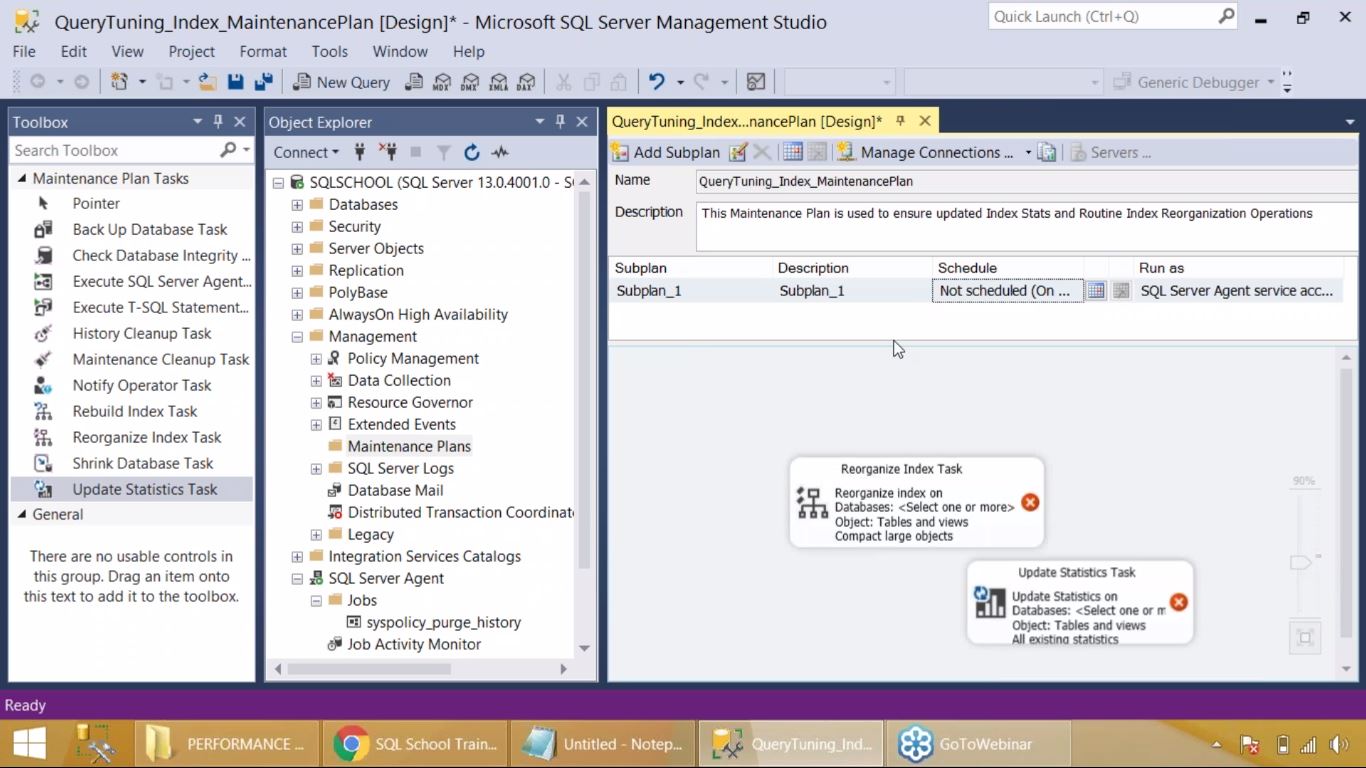 QueryTuning_Index_MaintenancePlan [Design]* - Microsoft SQL Server Management Studio
Quick Launch (Ctrl+Q)
File Edit View Project Format Tools Window Help
New Query
MDX DMX XMLA DAX
Generic Debugger
Toolbox
Search Toolbox
Maintenance Plan Tasks
Pointer
Back Up Database Task
Check Database Integrity ...
Execute SQL Server Agent...
Execute T-SQL Statement...
History Cleanup Task
Maintenance Cleanup Task
Notify Operator Task
Rebuild Index Task
Reorganize Index Task
Shrink Database Task
Update Statistics Task
General
There are no usable controls in
this group. Drag an item onto
this text to add it to the toolbox.
Object Explorer
Connect
SQLSCHOOL (SQL Server 13.0.4001.0 - S
Databases
Security
Server Objects
Replication
PolyBase
AlwaysOn High Availability
Management
Policy Management
Data Collection
Resource Governor
Extended Events
Maintenance Plans
SQL Server Logs
Database Mail
Distributed Transaction Coordinat
Legacy
Integration Services Catalogs
SQL Server Agent
Jobs
syspolicy_purge_history
Job Activity Monitor
QueryTuning_Index...nancePlan [Design]*
Add Subplan
Manage Connections ...
Servers ...
Name QueryTuning_Index_MaintenancePlan
Description This Maintenance Plan is used to ensure updated Index Stats and Routine Index Reorganization Operations
Subplan Description Schedule Run as
Subplan_1 Subplan_1 Not scheduled (On ... SQL Server Agent service acc...
Reorganize Index Task
Reorganize index on
Databases: <Select one or more>
Object: Tables and views
Compact large objects
Update Statistics Task
Update Statistics on
Databases: <Select one or m
Object: Tables and views
All existing statistics
90%
Ready
PERFORMANCE ...
SQL School Train...
Untitled - Notep...
QueryTuning_Ind...
GoToWebinar